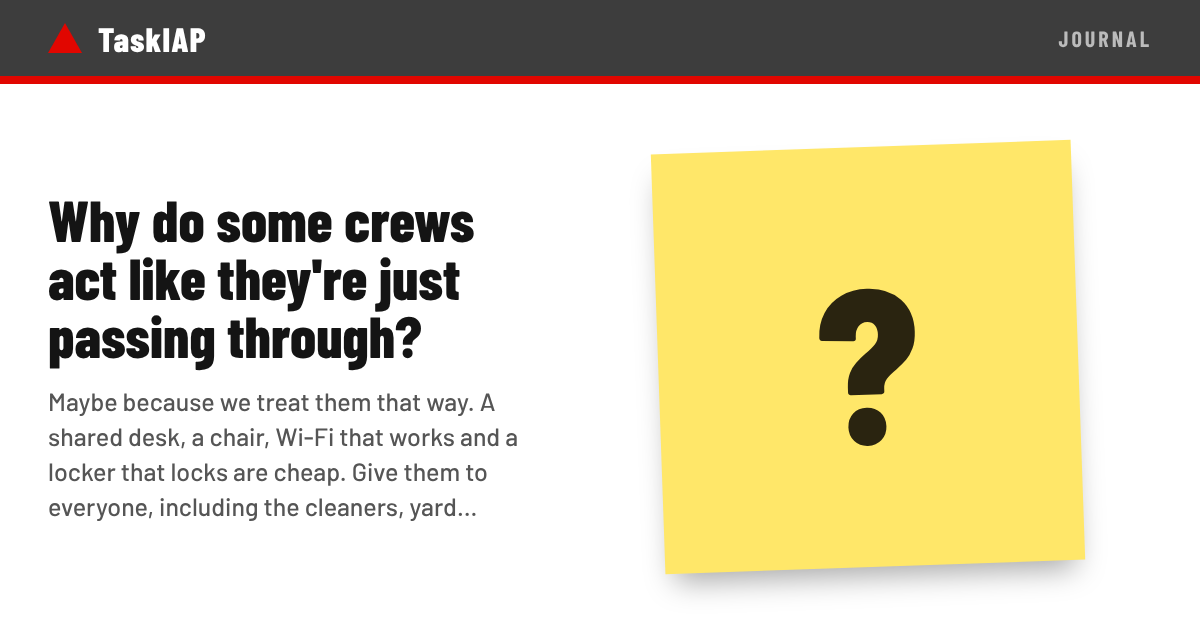 TaskIAP
JOURNAL
Why do some crews
act like they're just
passing through?
Maybe because we treat them that way. A
shared desk, a chair, Wi-Fi that works and a
locker that locks are cheap. Give them to
everyone, including the cleaners, yard...
?